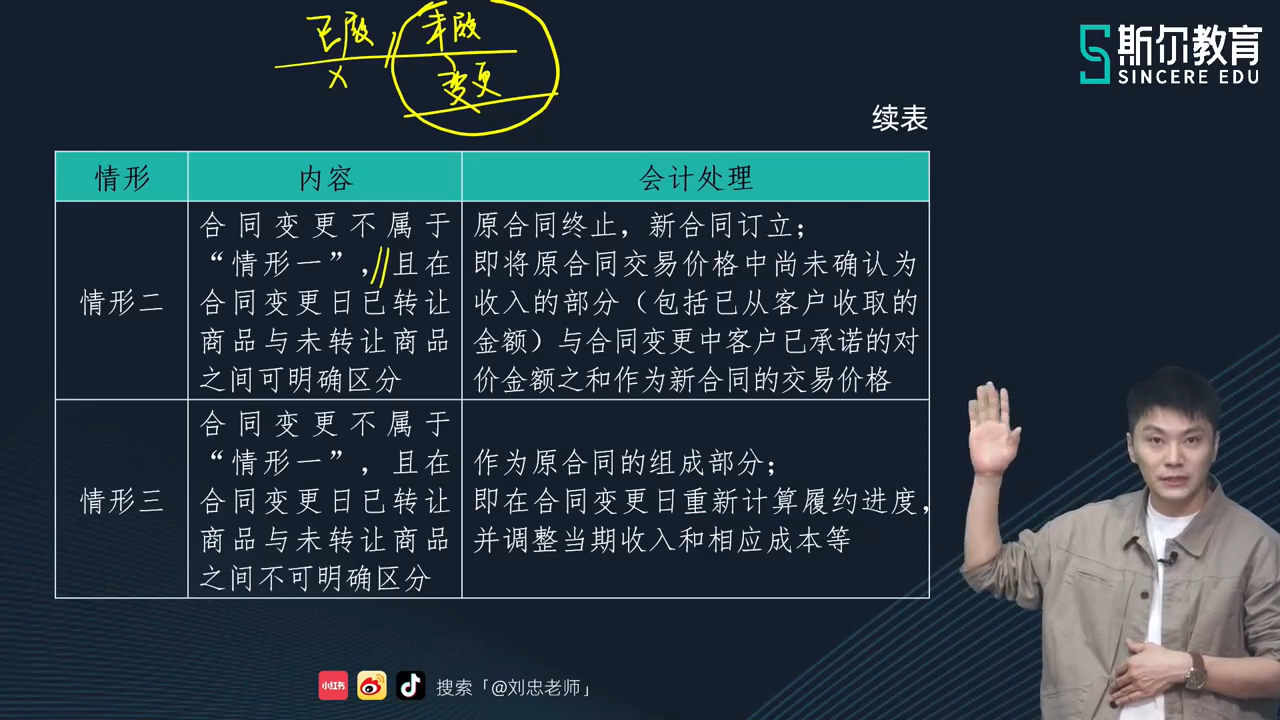 已履 未履
× 变更
斯尔教育
SINCERE EDU
续表
情形 内容 会计处理
合同变更不属于
“情形一”，且在
合同变更日已转让
商品与未转让商品
之间可明确区分
情形二
原合同终止，新合同订立；
即将原合同交易价格中尚未确认为
收入的部分（包括已从客户收取的
金额）与合同变更中客户已承诺的对
价金额之和作为新合同的交易价格
合同变更不属于
“情形一”，且在
合同变更日已转让
商品与未转让商品
之间不可明确区分
情形三
作为原合同的组成部分；
即在合同变更日重新计算履约进度，
并调整当期收入和相应成本等
小红书
搜索「@刘忠老师」